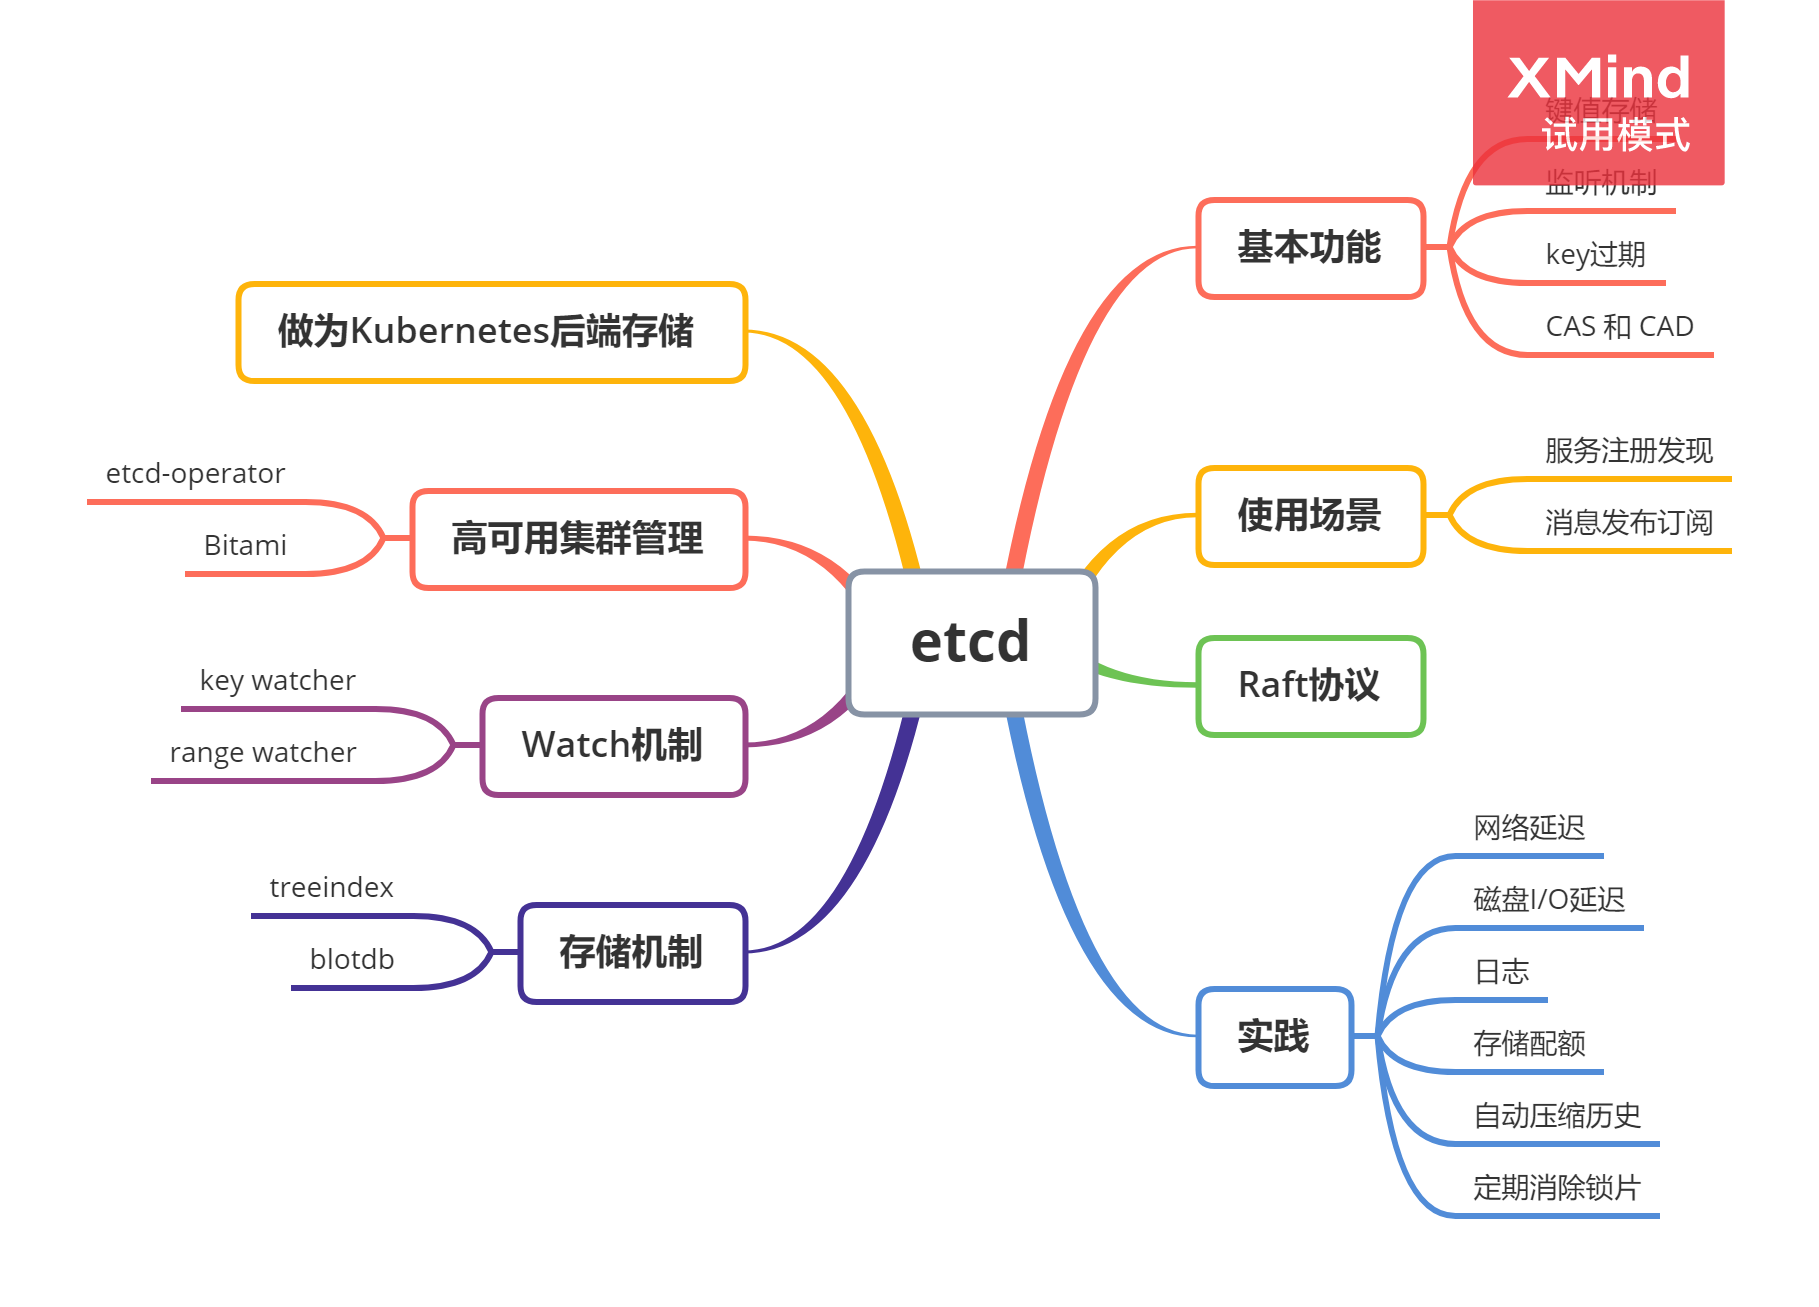 XMind
键值存储
试用模式
监听机制
基本功能
key过期
CAS 和 CAD
做为Kubernetes后端存储
服务注册发现
使用场景
消息发布订阅
etcd-operator
高可用集群管理
Bitami
etcd
Raft协议
key watcher
Watch机制
range watcher
网络延迟
磁盘I/O延迟
treeindex
存储机制
blotdb
日志
实践
存储配额
自动压缩历史
定期消除锁片